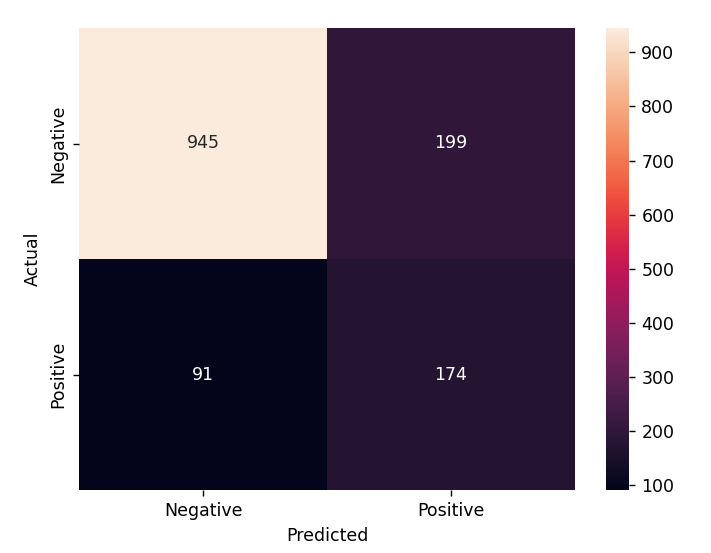 Actual
Negative
Positive
945
199
91
174
Negative
Positive
Predicted
900
800
700
600
500
400
300
200
100